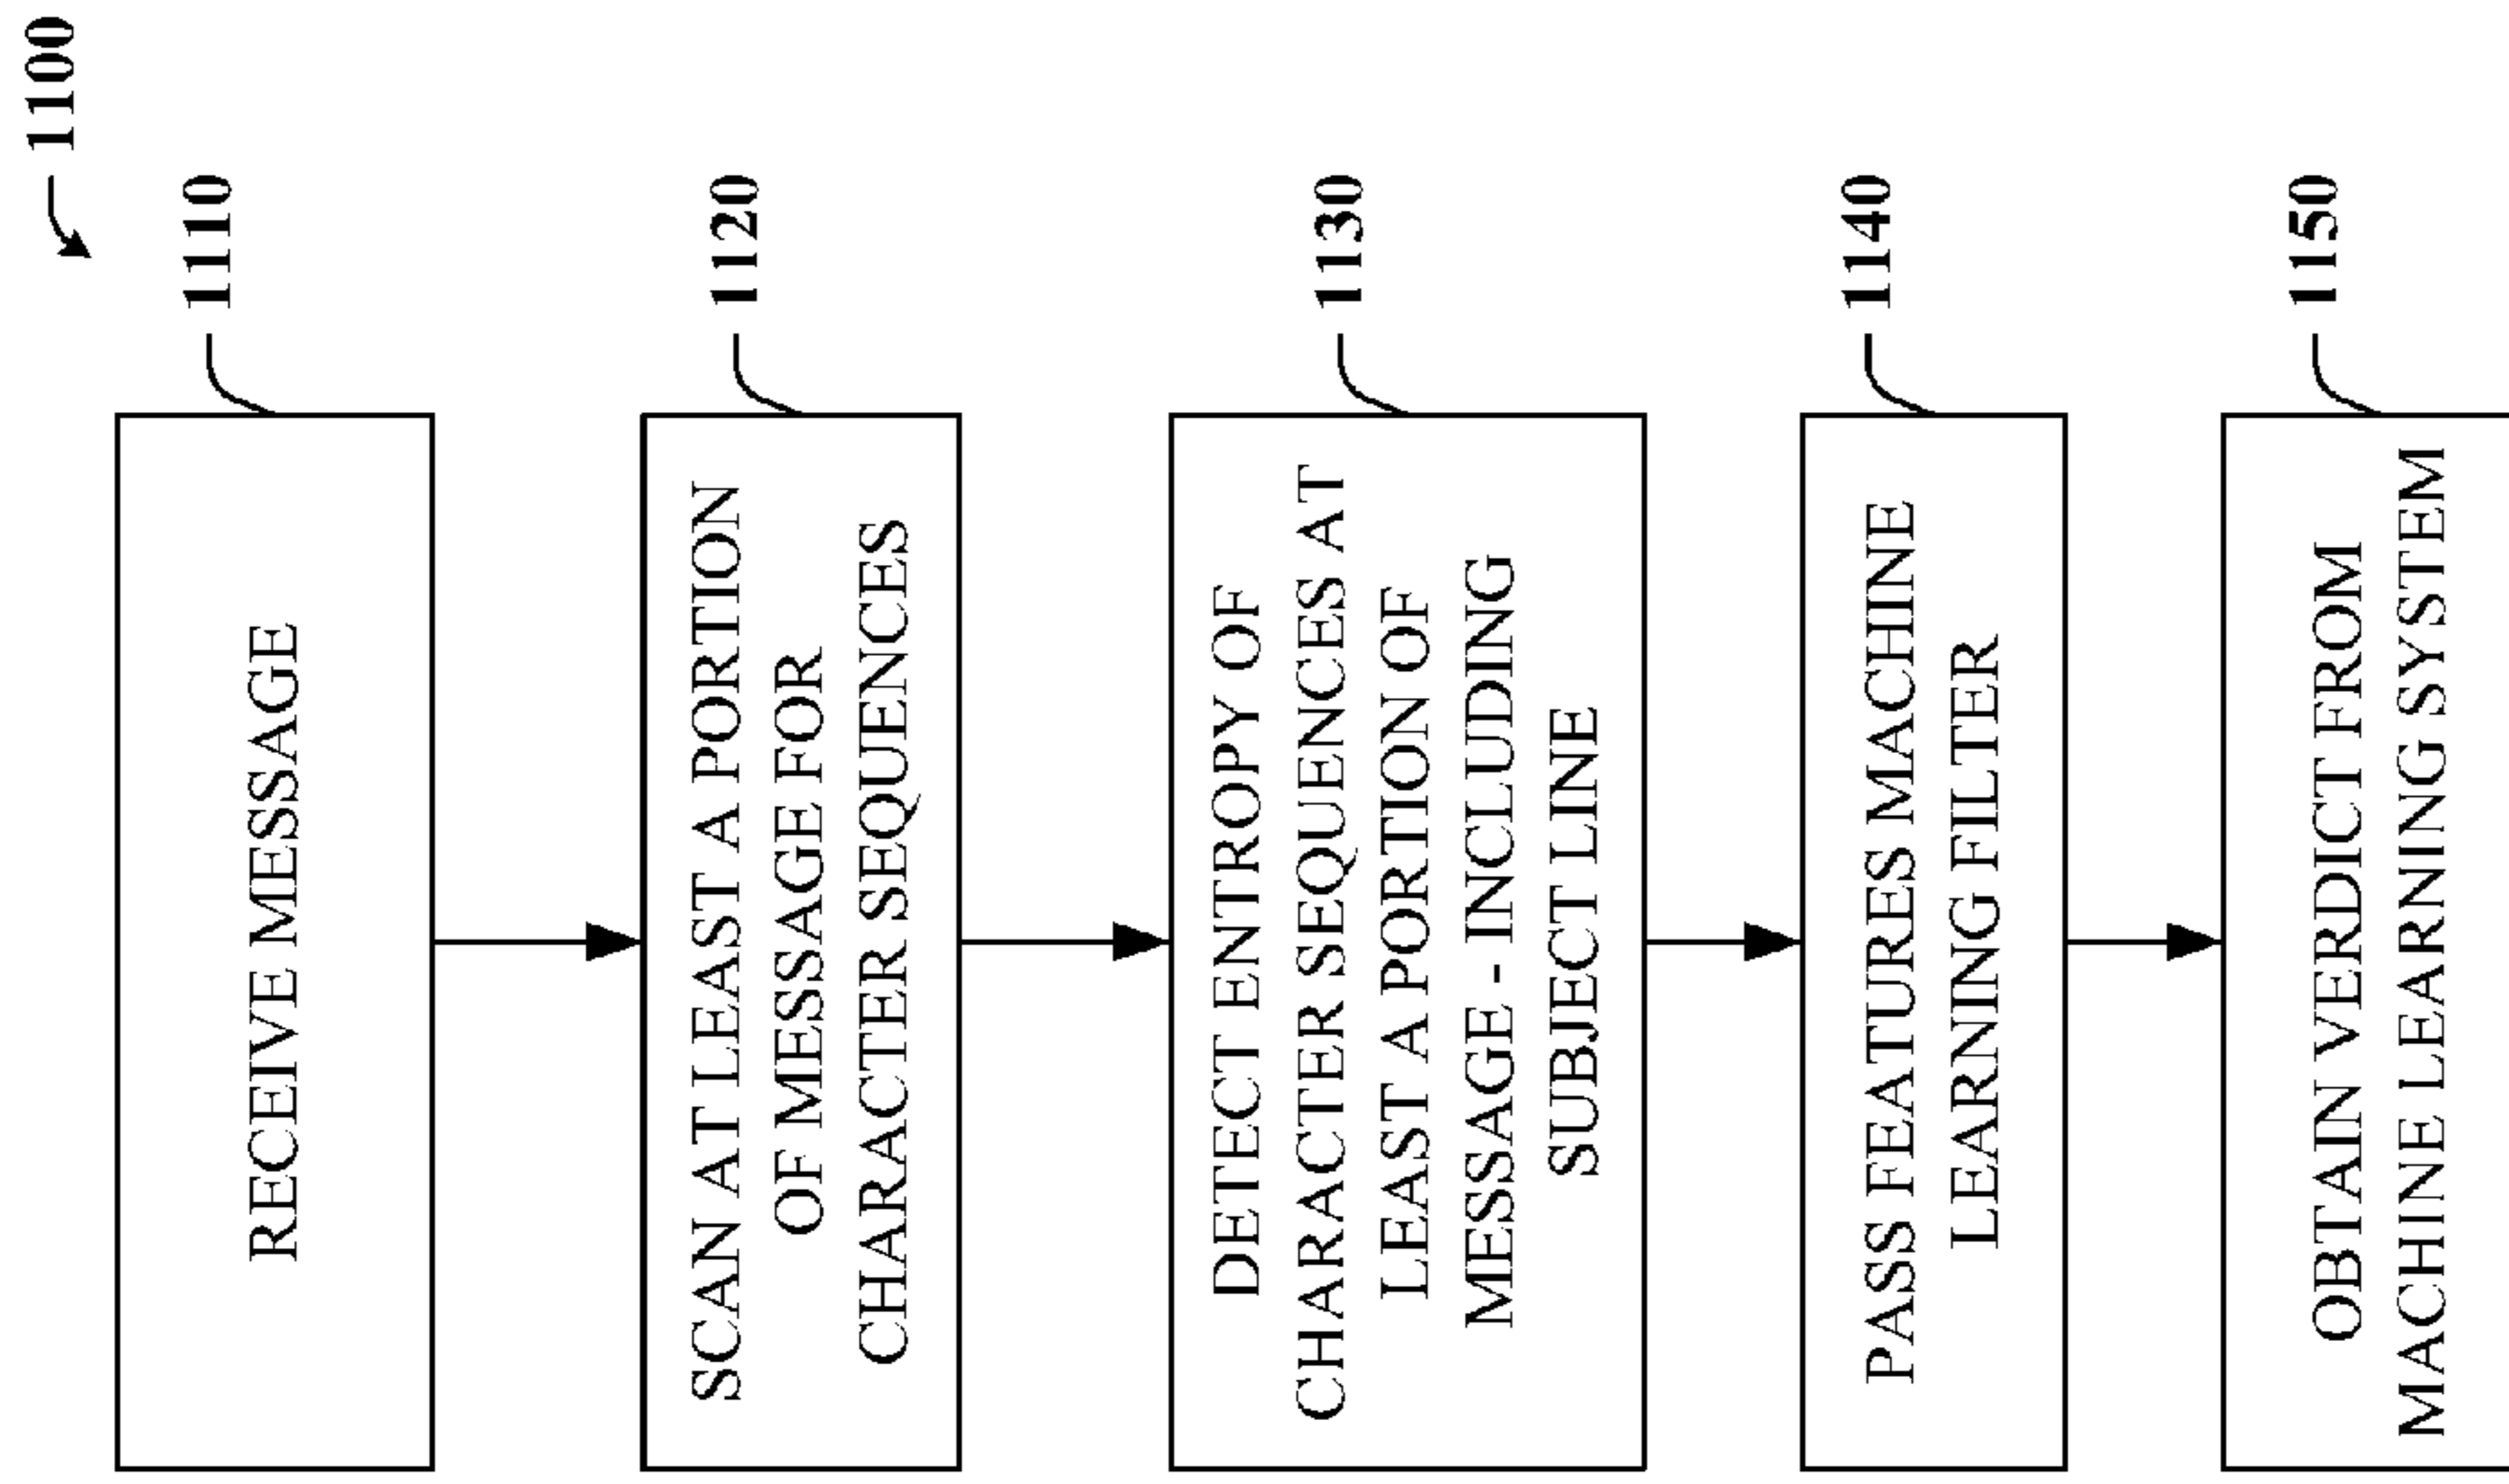 1100
1110
RECEIVE MESSAGE
1120
SCAN AT LEAST A PORTION
OF MESSAGE FOR
CHARACTER SEQUENCES
1130
DETECT ENTROPY OF
CHARACTER SEQUENCES AT
LEAST A PORTION OF
MESSAGE - INCLUDING
SUBJECT LINE
1140
PASS FEATURES MACHINE
LEARNING FILTER
1150
OBTAIN VERDICT FROM
MACHINE LEARNING SYSTEM